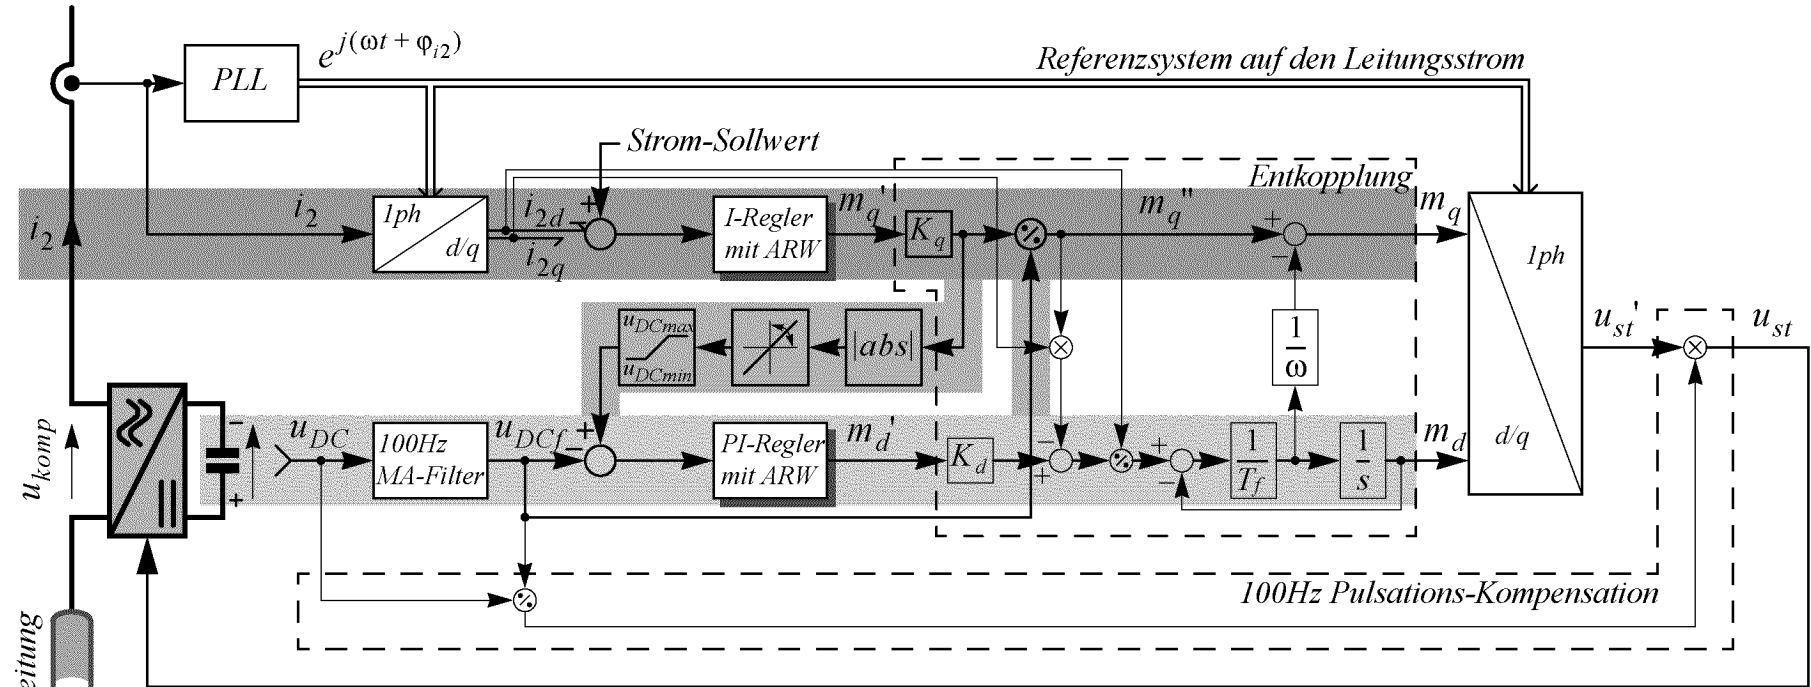 e^{j(ωt + φ_{i2})}
Referenzsystem auf den Leitungsstrom
PLL
Strom-Sollwert
Entkopplung
i_2
i_2
1ph
d/q
i_{2d}
i_{2q}
+
−
I-Regler
mit ARW
m_q'
K_q
%
m_q''
+
−
m_q
1ph
d/q
u_{DCmax}
u_{DCmin}
|abs|
×
1/ω
u_{st}'
×
u_{st}
u_{komp}
−
+
u_{DC}
100Hz
MA-Filter
u_{DCf}
+
−
PI-Regler
mit ARW
m_d'
K_d
−
+
%
+
−
1/T_f
1/s
m_d
%
100Hz Pulsations-Kompensation
eitung